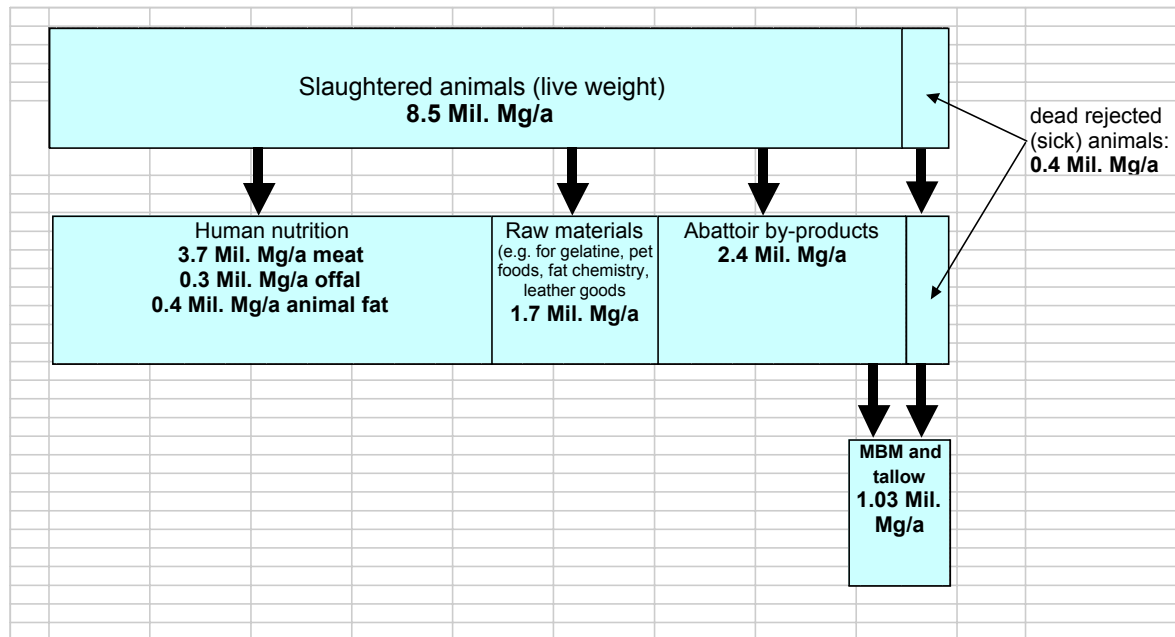 Slaughtered animals (live weight)
8.5 Mil. Mg/a
dead rejected
(sick) animals:
0.4 Mil. Mg/a
Human nutrition
3.7 Mil. Mg/a meat
0.3 Mil. Mg/a offal
0.4 Mil. Mg/a animal fat
Raw materials
(e.g. for gelatine, pet
foods, fat chemistry,
leather goods
1.7 Mil. Mg/a
Abattoir by-products
2.4 Mil. Mg/a
MBM and
tallow
1.03 Mil.
Mg/a